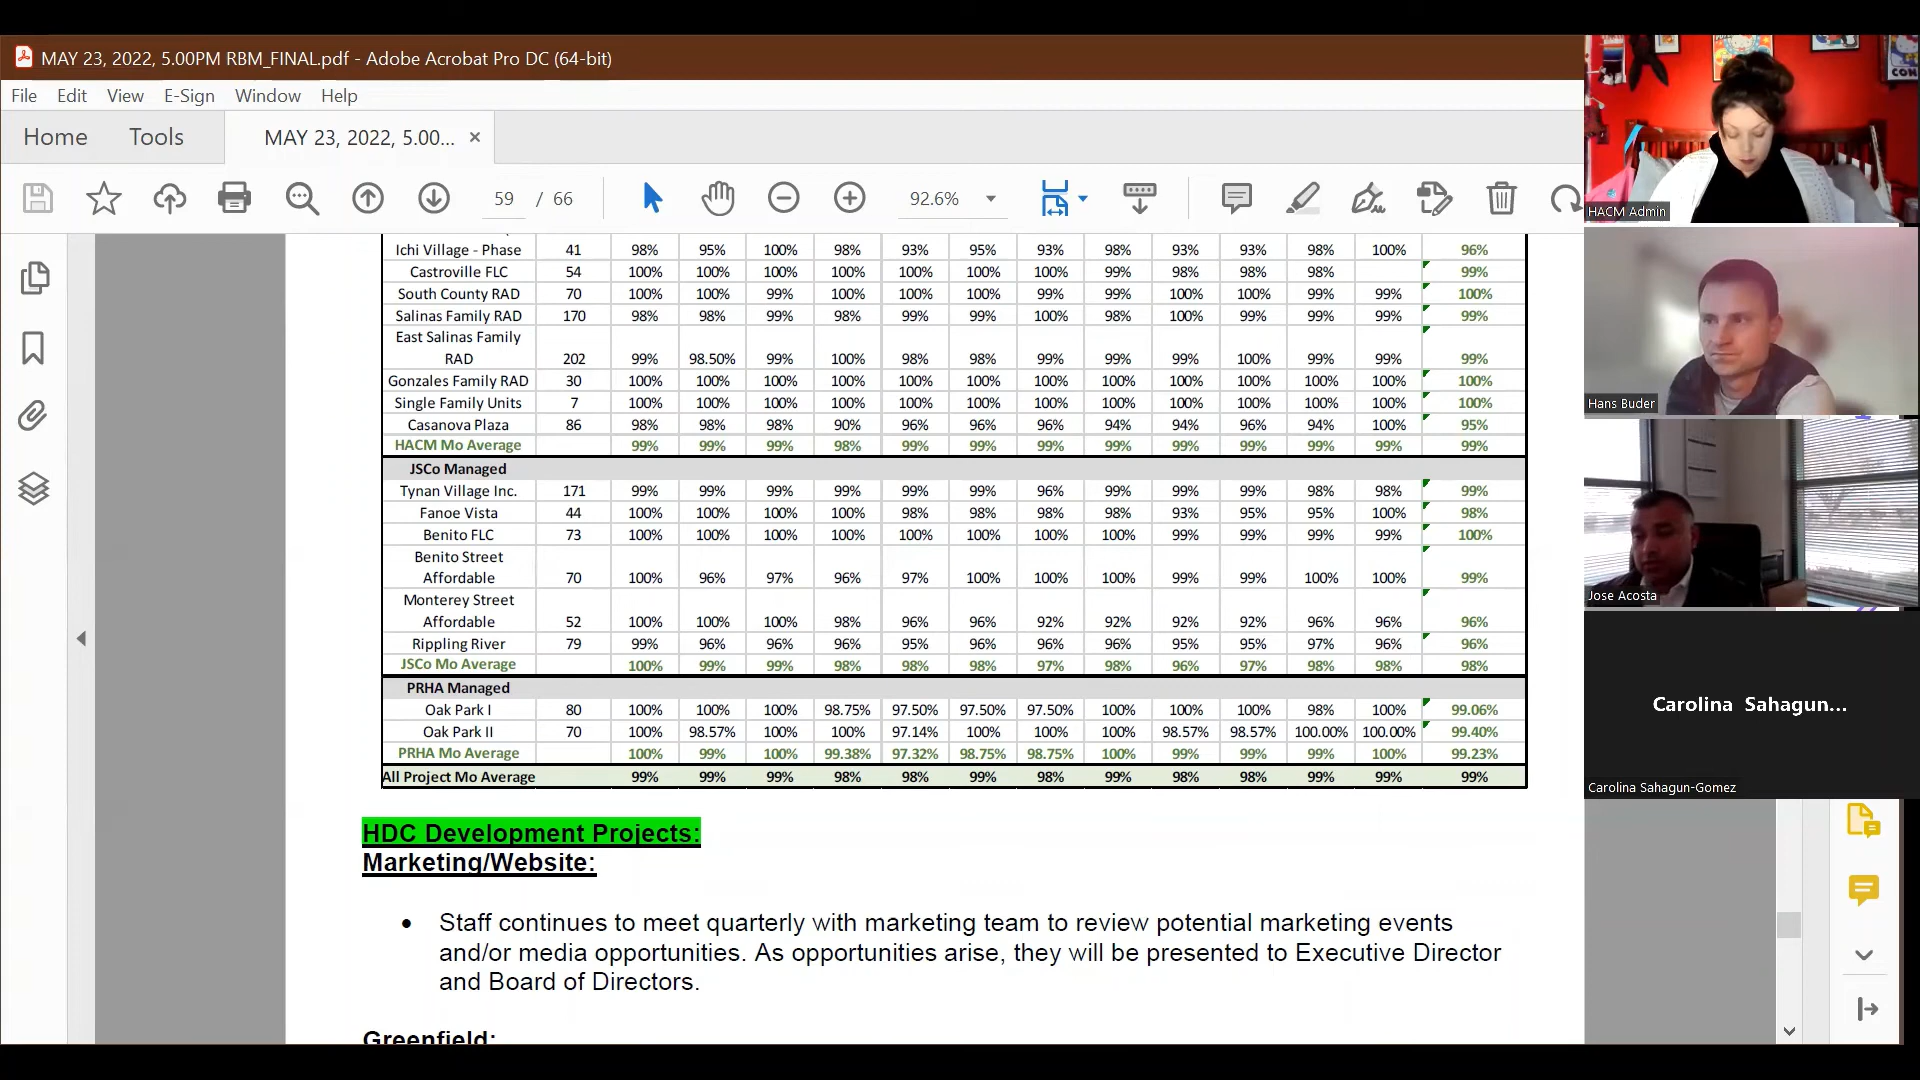 MAY 23, 2022, 5.00PM RBM_FINAL.pdf - Adobe Acrobat Pro DC (64-bit)
File Edit View E-Sign Window Help
Home Tools MAY 23, 2022, 5.00... ×
59 / 66 92.6%
Ichi Village - Phase 41 98% 95% 100% 98% 93% 95% 93% 98% 93% 93% 98% 100% 96%
Castroville FLC 54 100% 100% 100% 100% 100% 100% 100% 99% 98% 98% 98% 99%
South County RAD 70 100% 100% 99% 100% 100% 100% 99% 99% 100% 100% 99% 99% 100%
Salinas Family RAD 170 98% 98% 99% 98% 99% 99% 100% 98% 100% 99% 99% 99% 99%
East Salinas Family
RAD 202 99% 98.50% 99% 100% 98% 98% 99% 99% 99% 100% 99% 99% 99%
Gonzales Family RAD 30 100% 100% 100% 100% 100% 100% 100% 100% 100% 100% 100% 100% 100%
Single Family Units 7 100% 100% 100% 100% 100% 100% 100% 100% 100% 100% 100% 100% 100%
Casanova Plaza 86 98% 98% 98% 90% 96% 96% 96% 94% 94% 96% 94% 100% 95%
HACM Mo Average 99% 99% 99% 98% 99% 99% 99% 99% 99% 99% 99% 99% 99%
JSCo Managed
Tynan Village Inc. 171 99% 99% 99% 99% 99% 99% 96% 99% 99% 99% 98% 98% 99%
Fanoe Vista 44 100% 100% 100% 100% 98% 98% 98% 98% 93% 95% 95% 100% 98%
Benito FLC 73 100% 100% 100% 100% 100% 100% 100% 100% 99% 99% 99% 99% 100%
Benito Street
Affordable 70 100% 96% 97% 96% 97% 100% 100% 100% 99% 99% 100% 100% 99%
Monterey Street
Affordable 52 100% 100% 100% 98% 96% 96% 92% 92% 92% 92% 96% 96% 96%
Rippling River 79 99% 96% 96% 96% 95% 96% 96% 96% 95% 95% 97% 96% 96%
JSCo Mo Average 100% 99% 99% 98% 98% 98% 97% 98% 96% 97% 98% 98% 98%
PRHA Managed
Oak Park I 80 100% 100% 100% 98.75% 97.50% 97.50% 97.50% 100% 100% 100% 98% 100% 99.06%
Oak Park II 70 100% 98.57% 100% 100% 97.14% 100% 100% 100% 98.57% 98.57% 100.00% 100.00% 99.40%
PRHA Mo Average 100% 99% 100% 99.38% 97.32% 98.75% 98.75% 100% 99% 99% 99% 100% 99.23%
All Project Mo Average 99% 99% 99% 98% 98% 99% 98% 99% 98% 98% 99% 99% 99%
HDC Development Projects:
Marketing/Website:
• Staff continues to meet quarterly with marketing team to review potential marketing events
and/or media opportunities. As opportunities arise, they will be presented to Executive Director
and Board of Directors.
Greenfield:
HACM Admin
Hans Buder
Jose Acosta
Carolina Sahagun...
Carolina Sahagun-Gomez
CON